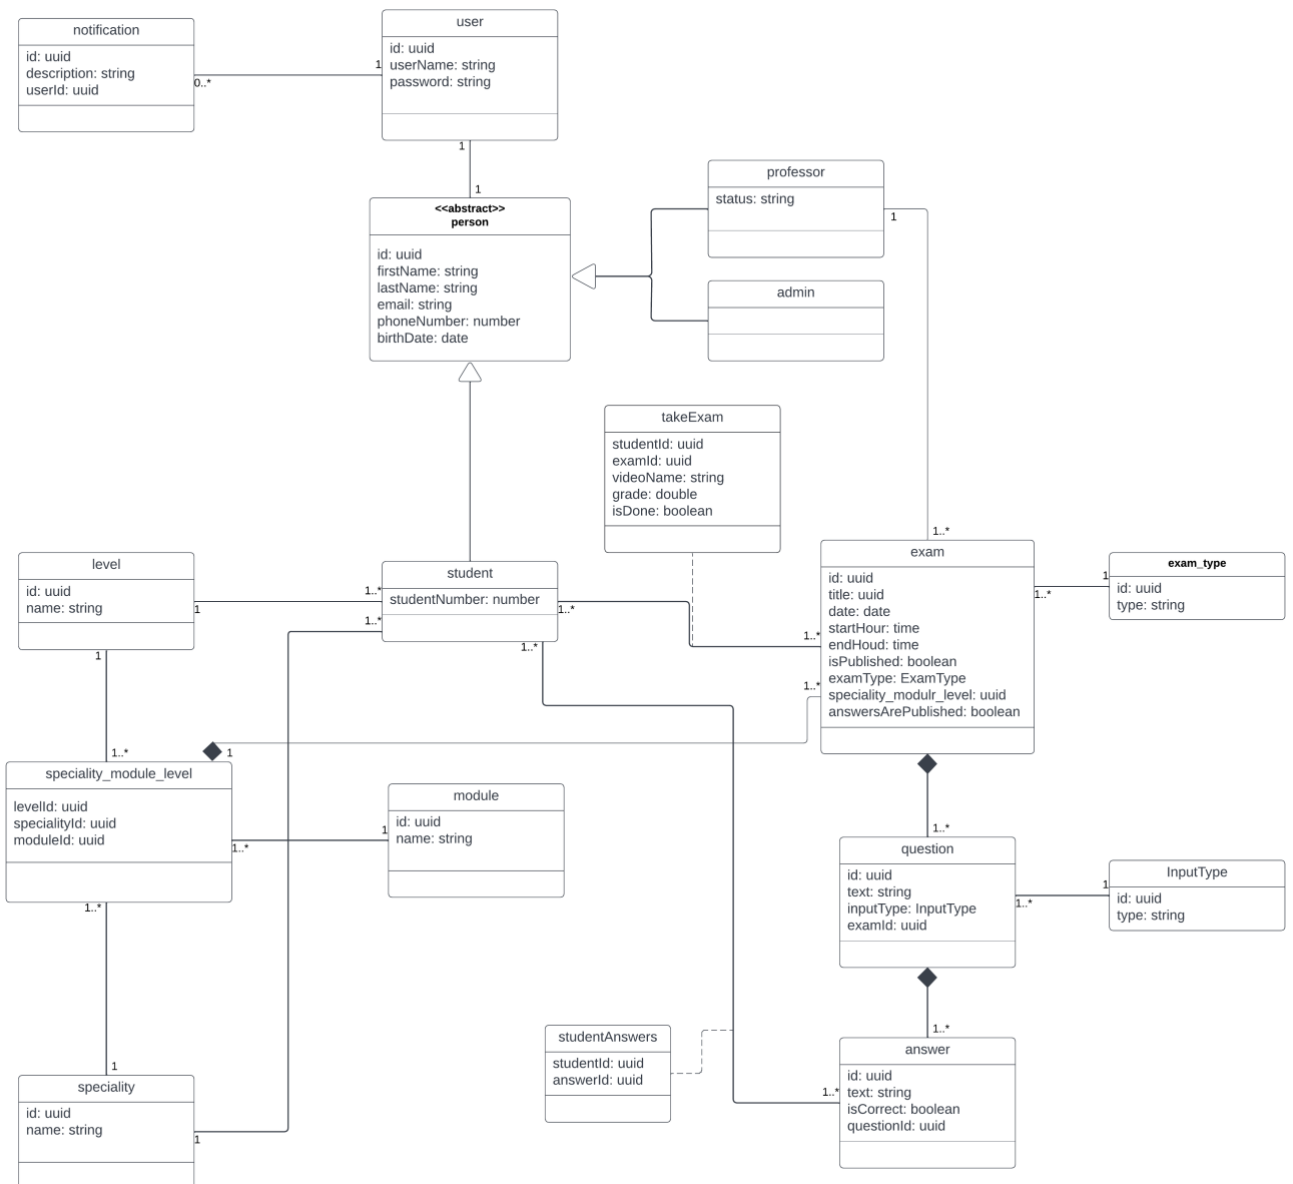 notification
id: uuid
description: string
userId: uuid
0..*
1
user
id: uuid
userName: string
password: string
1
1
<<abstract>>
person
id: uuid
firstName: string
lastName: string
email: string
phoneNumber: number
birthDate: date
professor
status: string
1
admin
takeExam
studentId: uuid
examId: uuid
videoName: string
grade: double
isDone: boolean
level
id: uuid
name: string
1
1..*
1..*
student
studentNumber: number
1..*
1..*
1..*
1..*
1..*
exam
id: uuid
title: uuid
date: date
startHour: time
endHoud: time
isPublished: boolean
examType: ExamType
speciality_modulr_level: uuid
answersArePublished: boolean
1..*
1
exam_type
id: uuid
type: string
1
1..*
1
speciality_module_level
levelId: uuid
specialityId: uuid
moduleId: uuid
1..*
1
module
id: uuid
name: string
1..*
question
id: uuid
text: string
inputType: InputType
examId: uuid
1..*
1
InputType
id: uuid
type: string
1..*
1
speciality
id: uuid
name: string
1
studentAnswers
studentId: uuid
answerId: uuid
1..*
1..*
answer
id: uuid
text: string
isCorrect: boolean
questionId: uuid